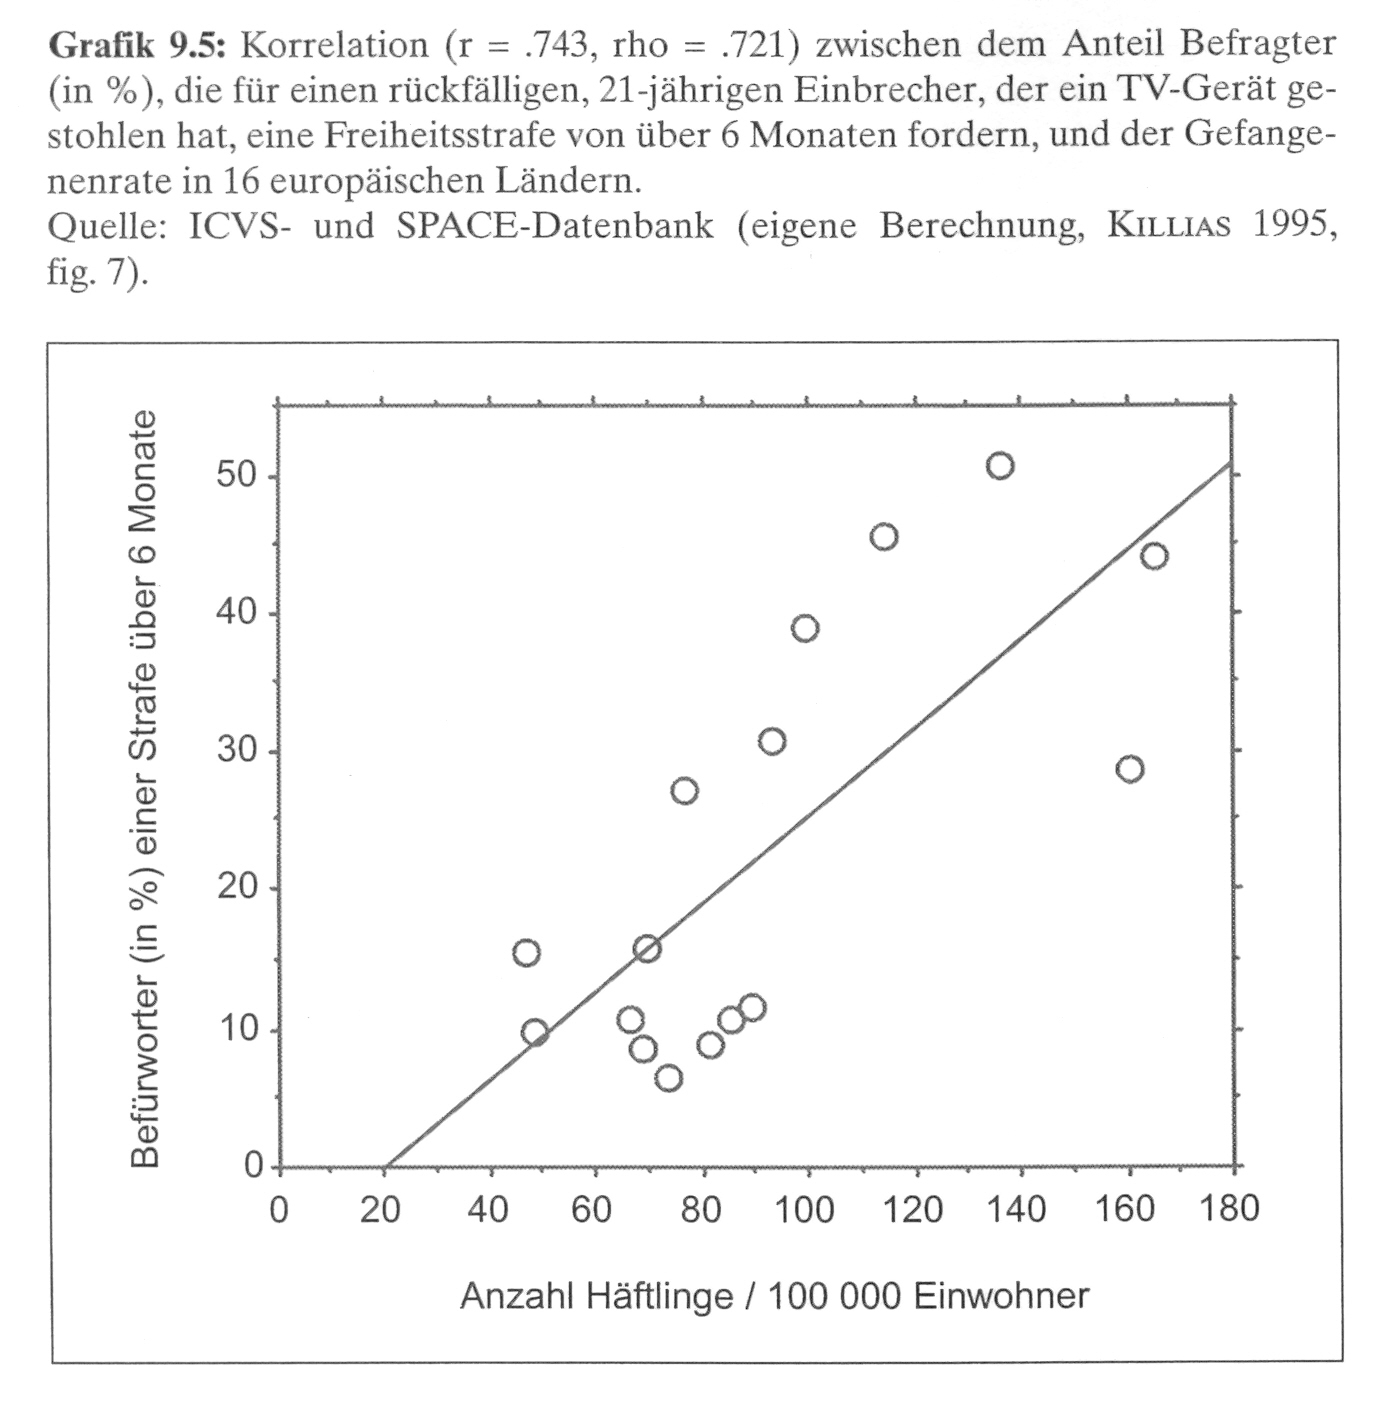 Grafik 9.5: Korrelation (r = .743, rho = .721) zwischen dem Anteil Befragter
(in %), die für einen rückfälligen, 21-jährigen Einbrecher, der ein TV-Gerät ge-
stohlen hat, eine Freiheitsstrafe von über 6 Monaten fordern, und der Gefange-
nenrate in 16 europäischen Ländern.
Quelle: ICVS- und SPACE-Datenbank (eigene Berechnung, KILLIAS 1995,
fig. 7).
Befürworter (in %) einer Strafe über 6 Monate
50
40
30
20
10
0
0 20 40 60 80 100 120 140 160 180
Anzahl Häftlinge / 100 000 Einwohner